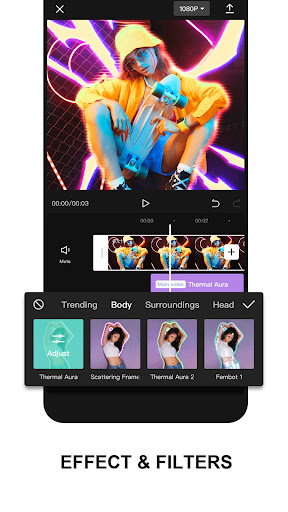 1080P
00:00/00:03
00:00
00:02
Mute
Main video Thermal Aura
Trending Body Surroundings Head
Adjust
Thermal Aura Scattering Frame Thermal Aura 2 Fembot 1
EFFECT & FILTERS